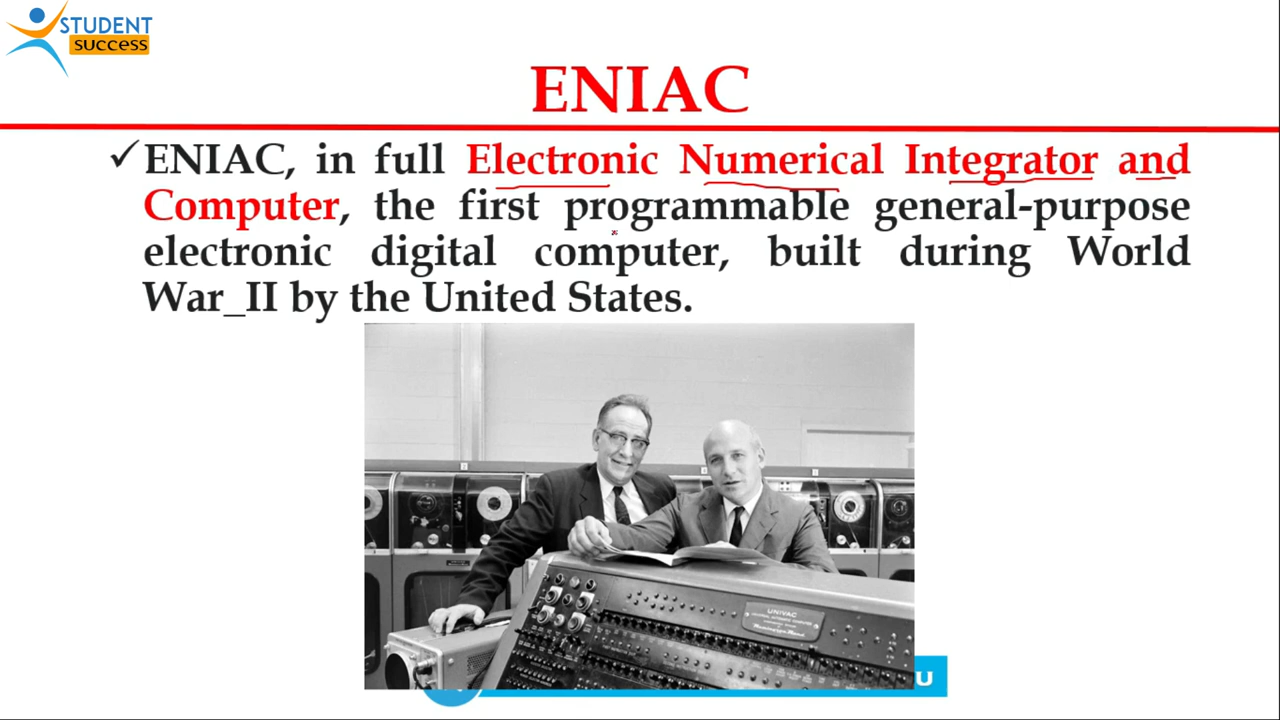 STUDENT
success
ENIAC
✓ENIAC, in full Electronic Numerical Integrator and
Computer, the first programmable general-purpose
electronic digital computer, built during World
War_II by the United States.
UNIVAC
U